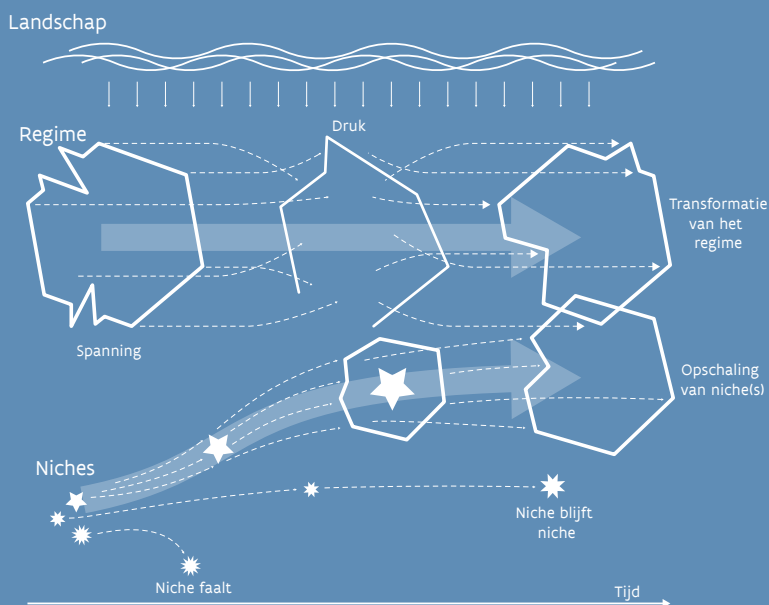 Landschap
Druk
Regime
Transformatie
van het
regime
Spanning
Opschaling
van niche(s)
Niches
Niche blijft
niche
Niche faalt
Tijd